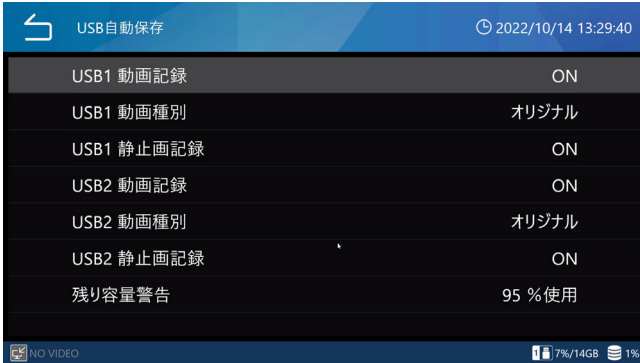 USB自動保存 2022/10/14 13:29:40
USB1 動画記録 ON
USB1 動画種別 オリジナル
USB1 静止画記録 ON
USB2 動画記録 ON
USB2 動画種別 オリジナル
USB2 静止画記録 ON
残り容量警告 95 %使用
NO VIDEO 1 7%/14GB 1%